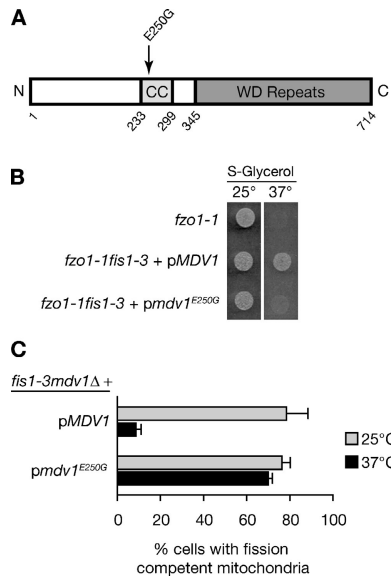 A
E250G
N
CC
WD Repeats
C
1
233
299
345
714
B
S-Glycerol
25° 37°
fzo1-1
fzo1-1fis1-3 + pMDV1
fzo1-1fis1-3 + pmdv1E250G
C
fis1-3mdv1Δ +
pMDV1
pmdv1E250G
25°C
37°C
0 20 40 60 80 100
% cells with fission
competent mitochondria